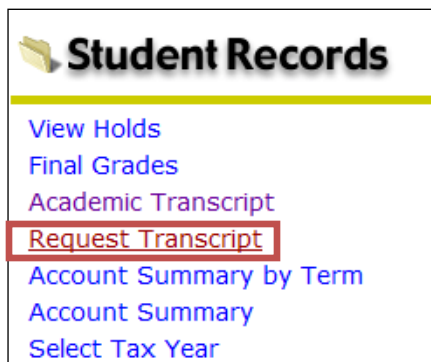 Student Records
View Holds
Final Grades
Academic Transcript
Request Transcript
Account Summary by Term
Account Summary
Select Tax Year